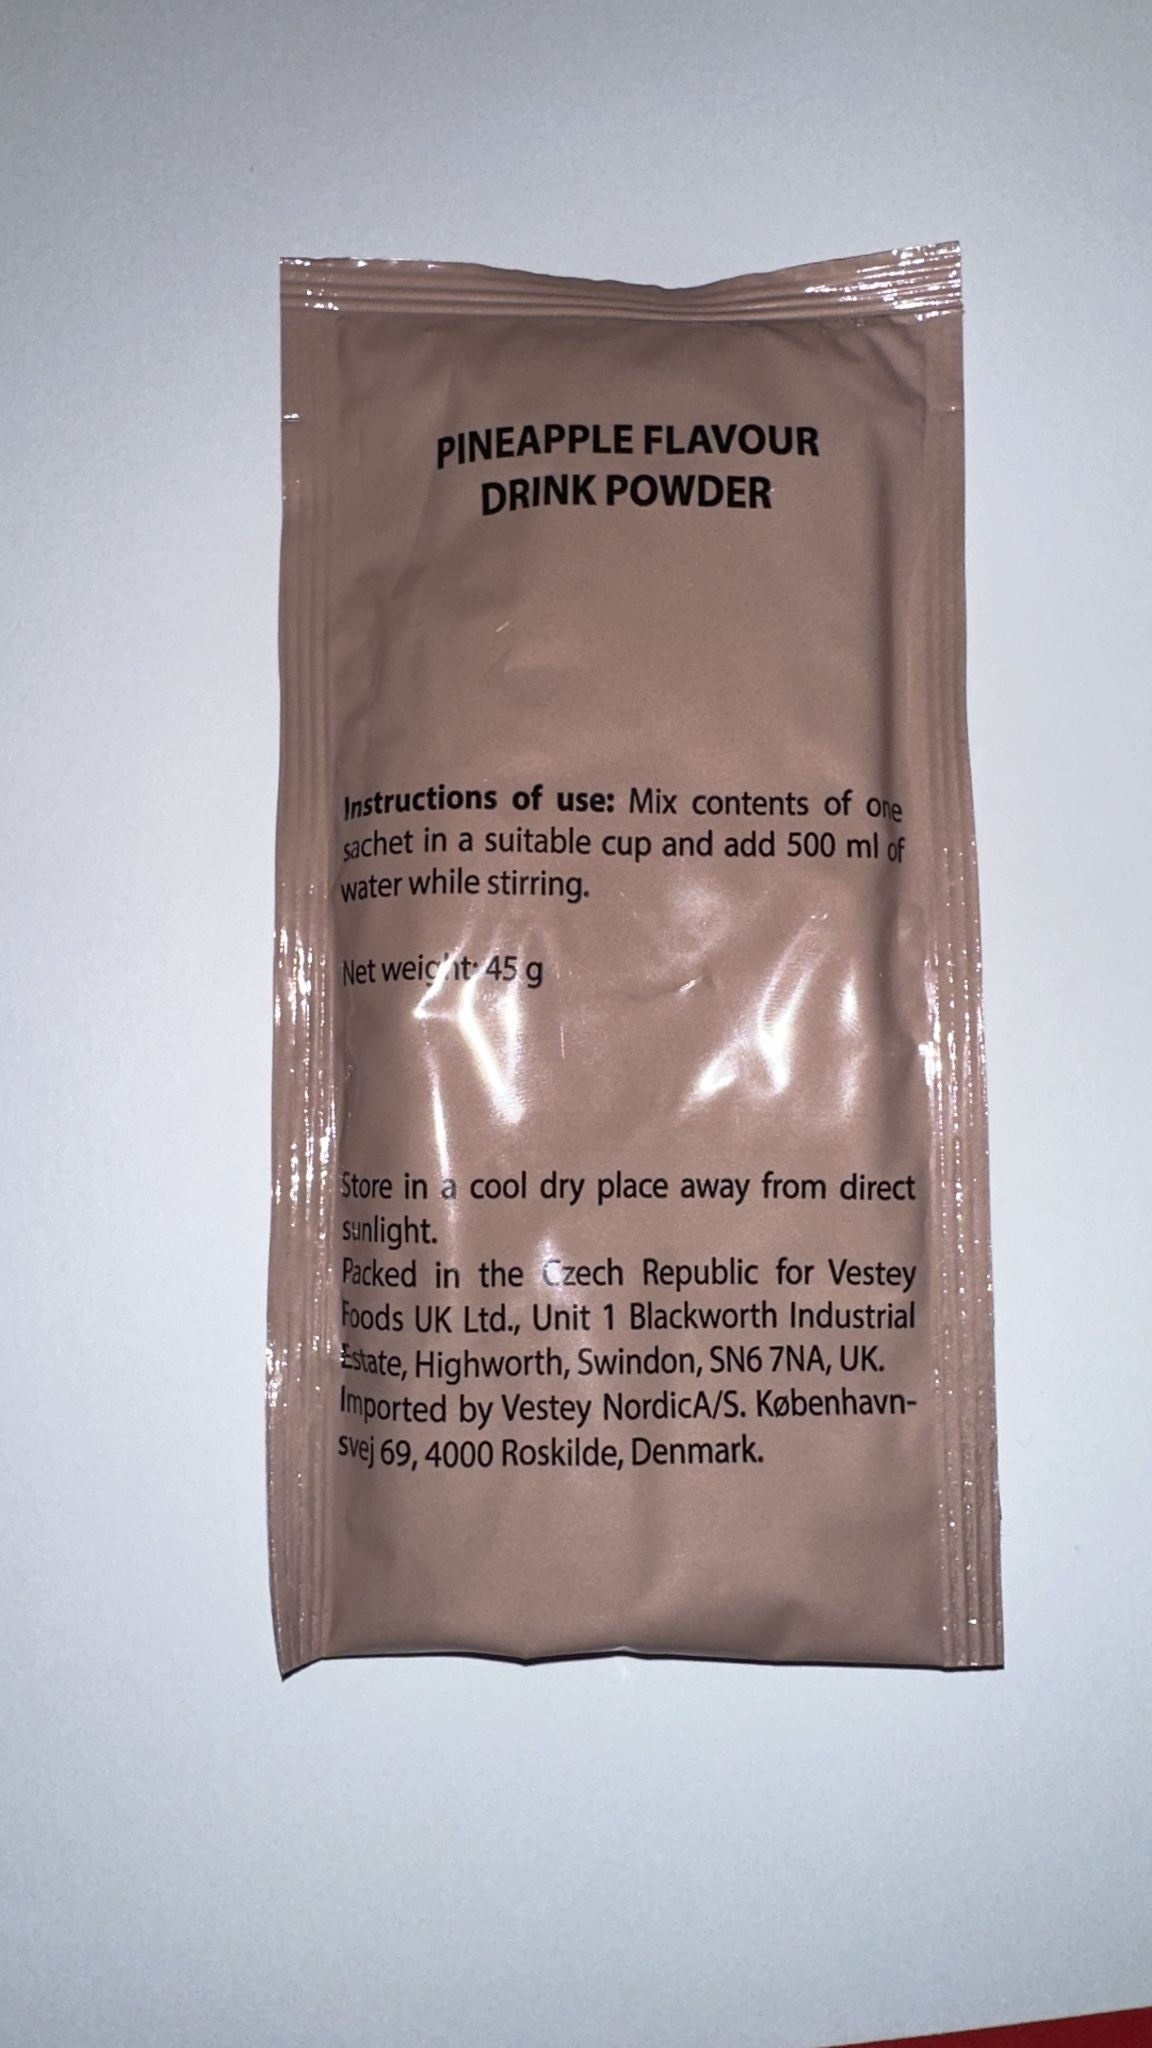 PINEAPPLE FLAVOUR
DRINK POWDER
Instructions of use: Mix contents of one
sachet in a suitable cup and add 500 ml of
water while stirring.
Net weight: 45 g
Store in a cool dry place away from direct
sunlight.
Packed in the Czech Republic for Vestey
Foods UK Ltd., Unit 1 Blackworth Industrial
Estate, Highworth, Swindon, SN6 7NA, UK.
Imported by Vestey NordicA/S. København-
svej 69, 4000 Roskilde, Denmark.